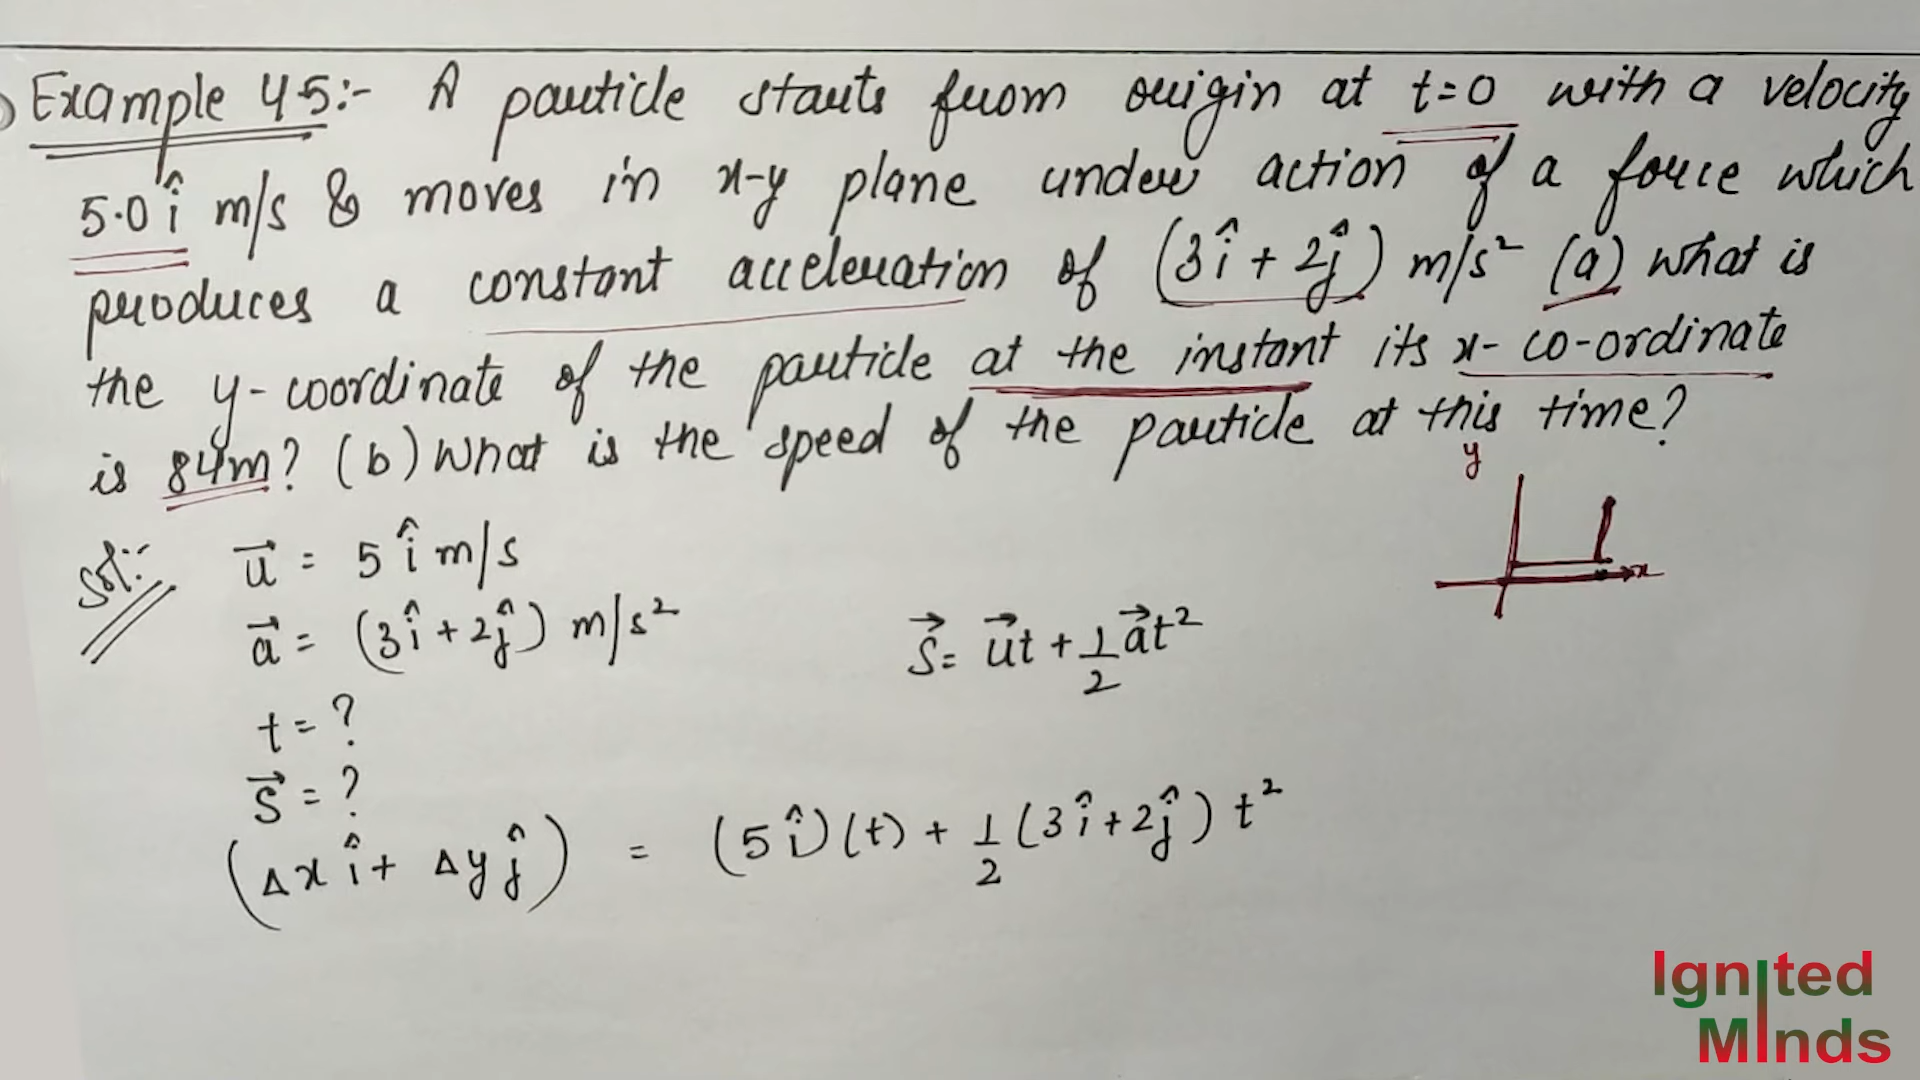 Example 45:- A particle starts from origin at t=0 with a velocity
5.0 î m/s & moves in x-y plane under action of a force which
produces a constant acceleration of (3î + 2ĵ) m/s² (a) what is
the y-coordinate of the particle at the instant its x- co-ordinate
is 84m? (b) What is the speed of the particle at this time?
y
x
Sol:-
u⃗ = 5 î m/s
a⃗ = (3î + 2ĵ) m/s²
s⃗ = u⃗t + 1/2 a⃗t²
t = ?
s⃗ = ?
(Δx î + Δy ĵ) = (5 î)(t) + 1/2 (3î + 2ĵ) t²
Ignited
Minds